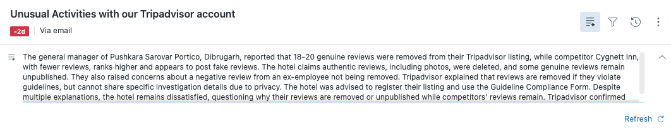 Unusual Activities with our Tripadvisor account
-2d Via email
The general manager of Pushkara Sarovar Portico, Dibrugarh, reported that 18-20 genuine reviews were removed from their Tripadvisor listing, while competitor Cygnett Inn,
with fewer reviews, ranks higher and appears to post fake reviews. The hotel claims authentic reviews, including photos, were deleted, and some genuine reviews remain
unpublished. They also raised concerns about a negative review from an ex-employee not being removed. Tripadvisor explained that reviews are removed if they violate
guidelines, but cannot share specific investigation details due to privacy. The hotel was advised to register their listing and use the Guideline Compliance Form. Despite
multiple explanations, the hotel remains dissatisfied, questioning why their reviews are removed or unpublished while competitors' reviews remain. Tripadvisor confirmed
Refresh